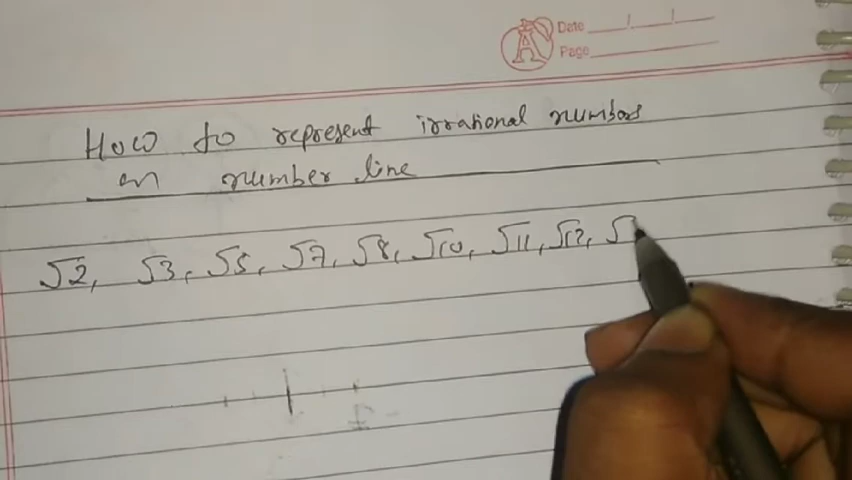 Date
Page
How to represent irrational numbers
on number line
√2, √3, √5, √7, √8, √10, √11, √12, √